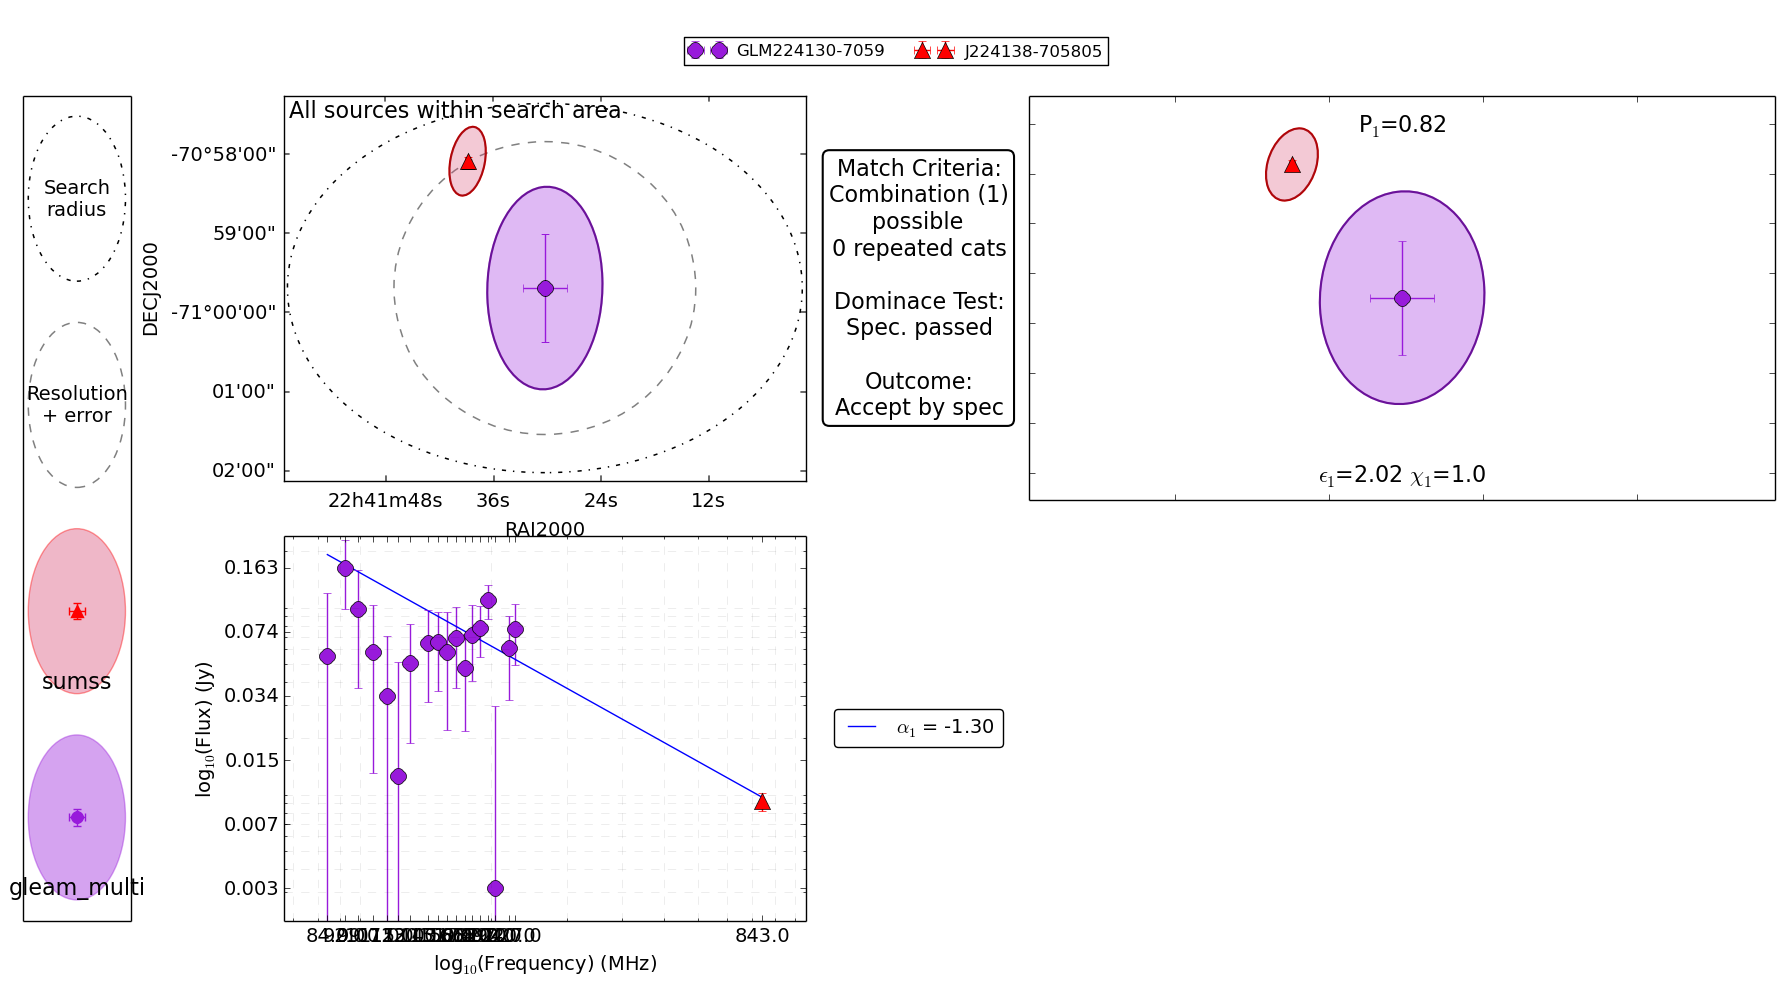 GLM224130-7059 J224138-705805
Search
radius
Resolution
+ error
sumss
gleam_multi
All sources within search area
DECJ2000
-70°58'00"
59'00"
-71°00'00"
01'00"
02'00"
22h41m48s 36s 24s 12s
RAJ2000
Match Criteria:
Combination (1)
possible
0 repeated cats
Dominace Test:
Spec. passed
Outcome:
Accept by spec
P₁=0.82
ϵ₁=2.02 χ₁=1.0
log₁₀(Flux) (Jy)
0.163
0.074
0.034
0.015
0.007
0.003
843.0
log₁₀(Frequency) (MHz)
α₁ = -1.30